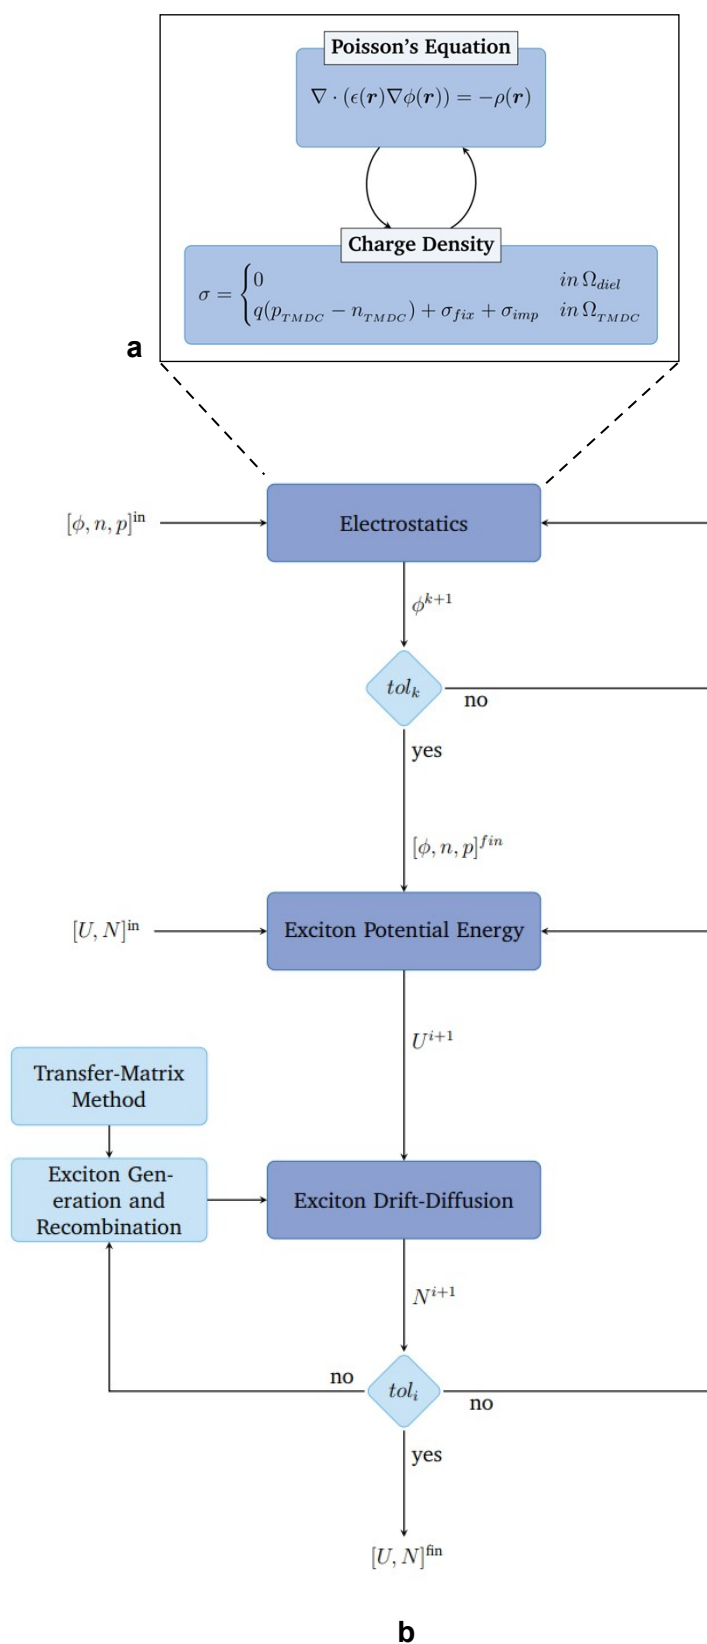 Poisson's Equation
∇ · (ϵ(r)∇ϕ(r)) = −ρ(r)
Charge Density
σ = { 0 in Ω_diel
q(p_TMDC − n_TMDC) + σ_fix + σ_imp in Ω_TMDC
a
[ϕ, n, p]^in
Electrostatics
ϕ^{k+1}
tol_k
no
yes
[ϕ, n, p]^fin
[U, N]^in
Exciton Potential Energy
U^{i+1}
Transfer-Matrix
Method
Exciton Gen-
eration and
Recombination
Exciton Drift-Diffusion
N^{i+1}
no
tol_i
no
yes
[U, N]^fin
b